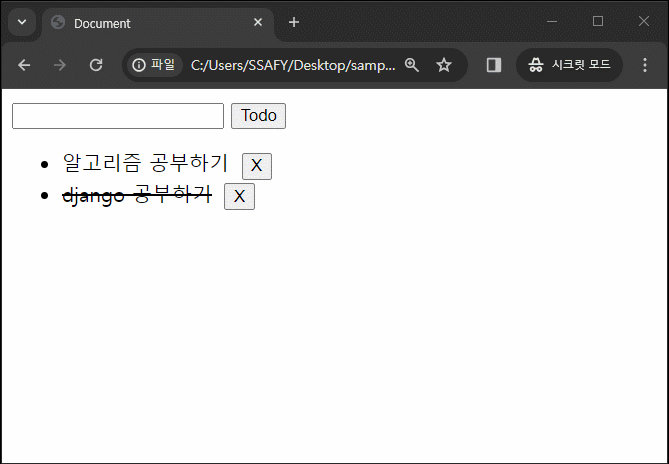 Document
파일 C:/Users/SSAFY/Desktop/samp... 시크릿 모드
Todo
알고리즘 공부하기 X
django 공부하기 X